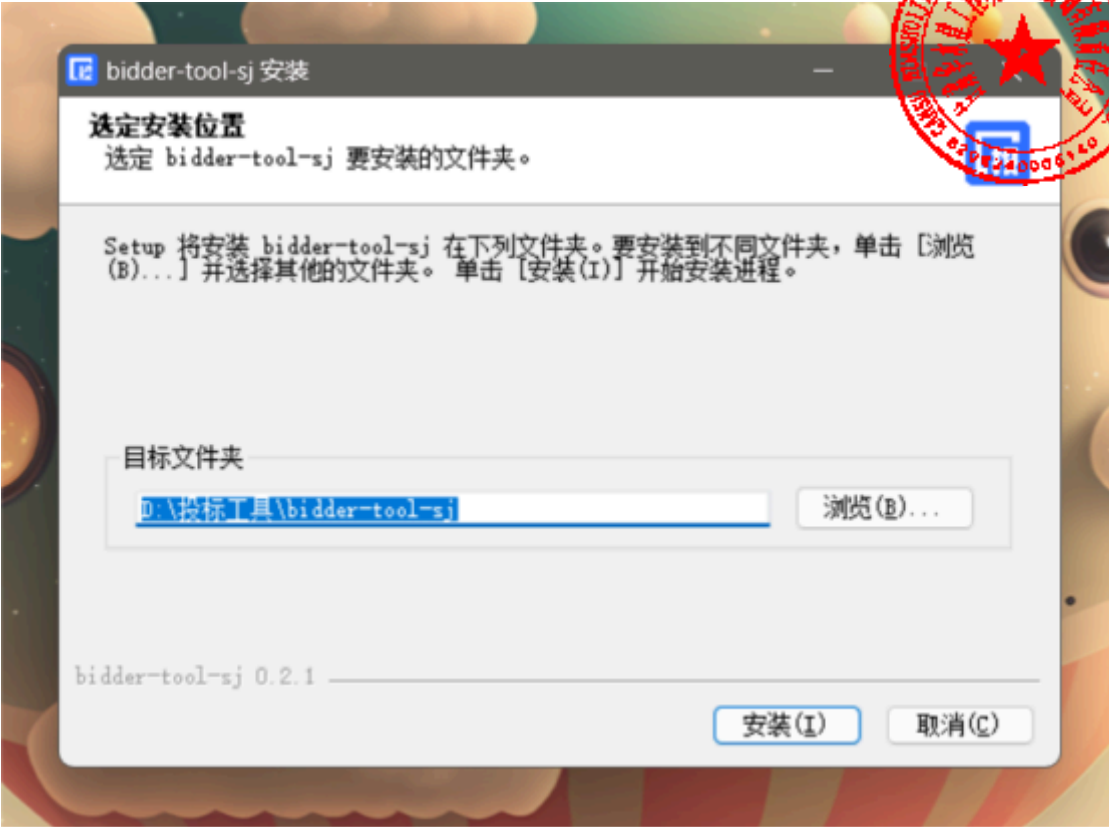 bidder-tool-sj 安装
选定安装位置
选定 bidder-tool-sj 要安装的文件夹。
Setup 将安装 bidder-tool-sj 在下列文件夹。要安装到不同文件夹，单击 [浏览
(B)...] 并选择其他的文件夹。 单击 [安装(I)] 开始安装进程。
目标文件夹
D:\投标工具\bidder-tool-sj
浏览(B)...
bidder-tool-sj 0.2.1
安装(I)
取消(C)